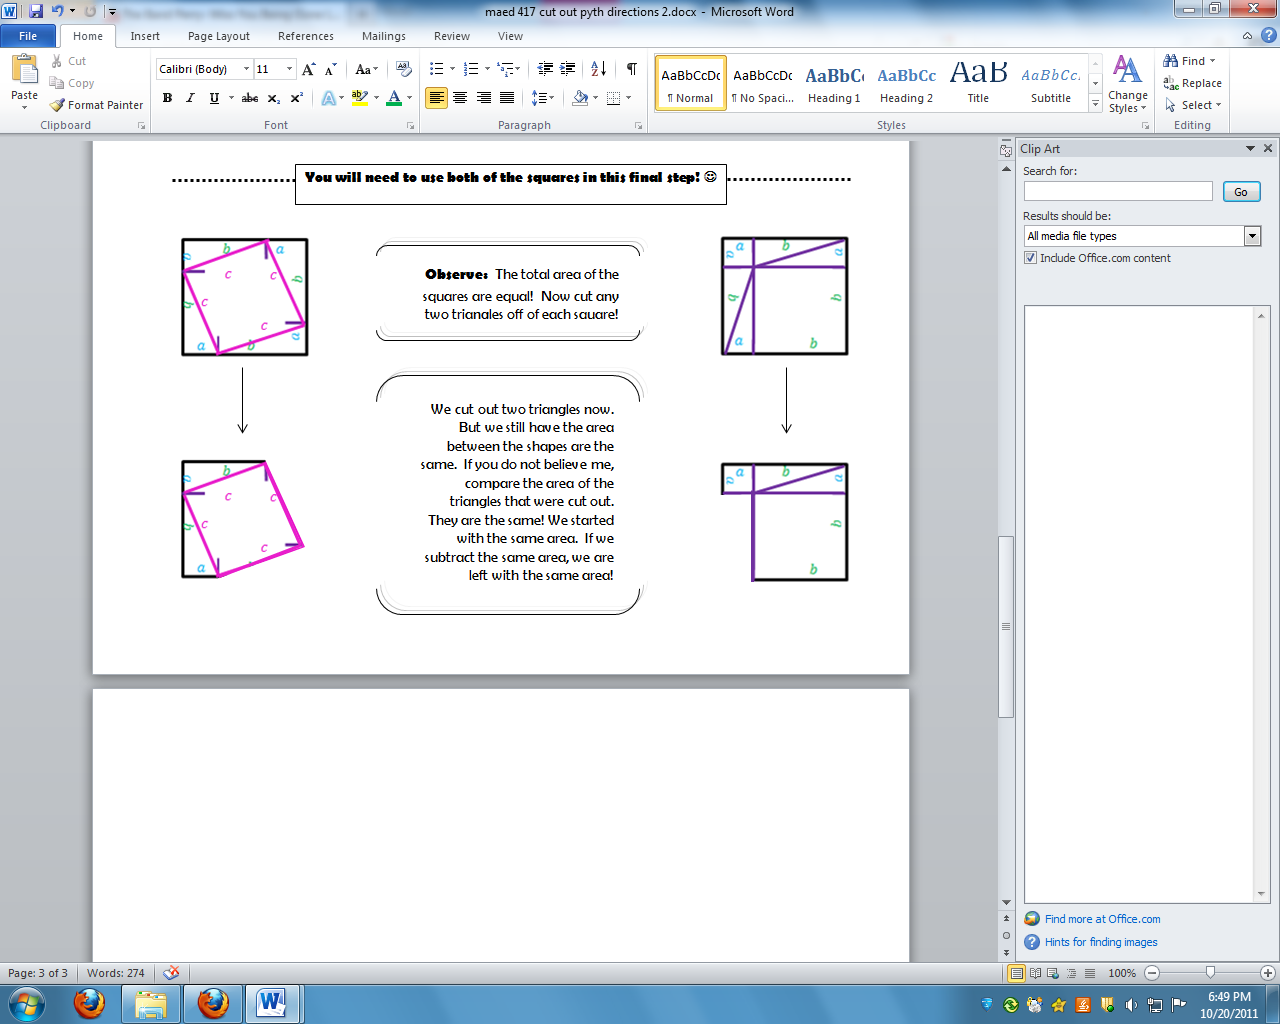 maed 417 cut out pyth directions 2.docx - Microsoft Word
File Home Insert Page Layout References Mailings Review View
Paste
Cut
Copy
Format Painter
Clipboard
Calibri (Body) 11
Aa
B I U abc x₂ x² A ab A
Font
Paragraph
AaBbCcDc AaBbCcDc AaBbCc AaBbCc AaB AaBbCc.
¶ Normal ¶ No Spaci... Heading 1 Heading 2 Title Subtitle
Change Styles
Styles
Find
Replace
Select
Editing
You will need to use both of the squares in this final step! ☺
a b a
c c b
b c
c a
a b
Observe: The total area of the
squares are equal! Now cut any
two triangles off of each square!
a b
a a
b b
a b
We cut out two triangles now.
But we still have the area
between the shapes are the
same. If you do not believe me,
compare the area of the
triangles that were cut out.
They are the same! We started
with the same area. If we
subtract the same area, we are
left with the same area!
a b
c c
b c
c
a
a b
a a
b
b
Clip Art
Search for:
Go
Results should be:
All media file types
Include Office.com content
Find more at Office.com
Hints for finding images
Page: 3 of 3 Words: 274
100%
W
6:49 PM
10/20/2011